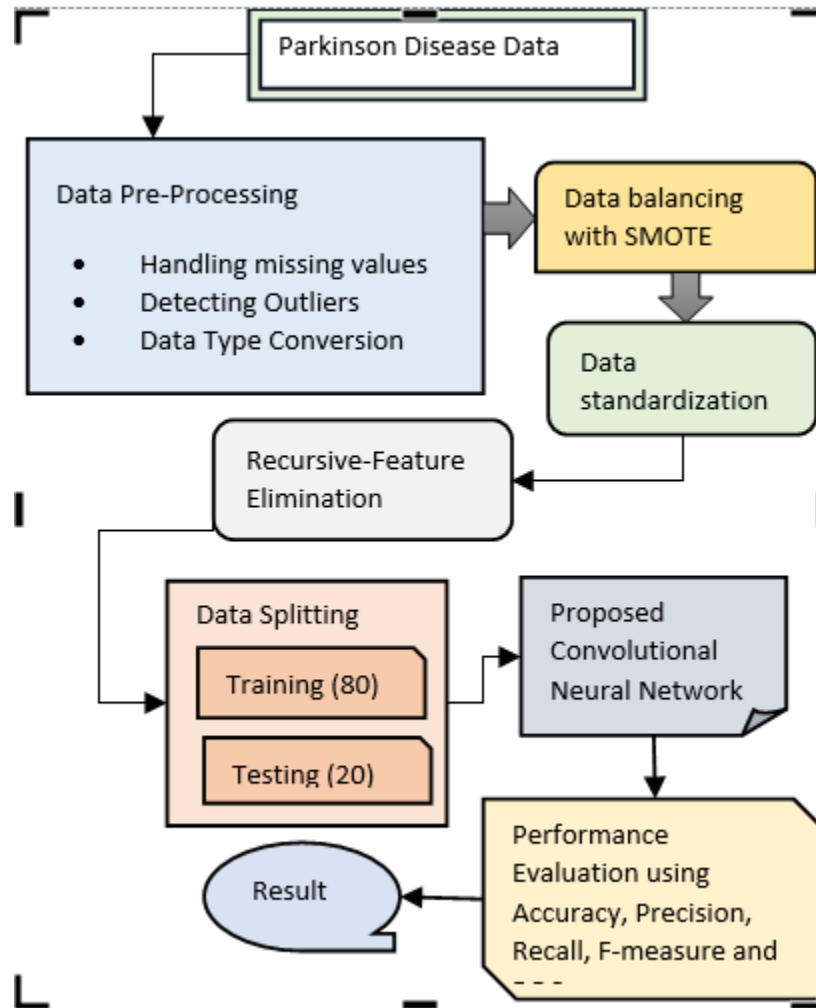 Parkinson Disease Data
Data Pre-Processing
• Handling missing values
• Detecting Outliers
• Data Type Conversion
Data balancing
with SMOTE
Data
standardization
Recursive-Feature
Elimination
Data Splitting
Training (80)
Testing (20)
Proposed
Convolutional
Neural Network
Performance
Evaluation using
Accuracy, Precision,
Recall, F-measure and
Result